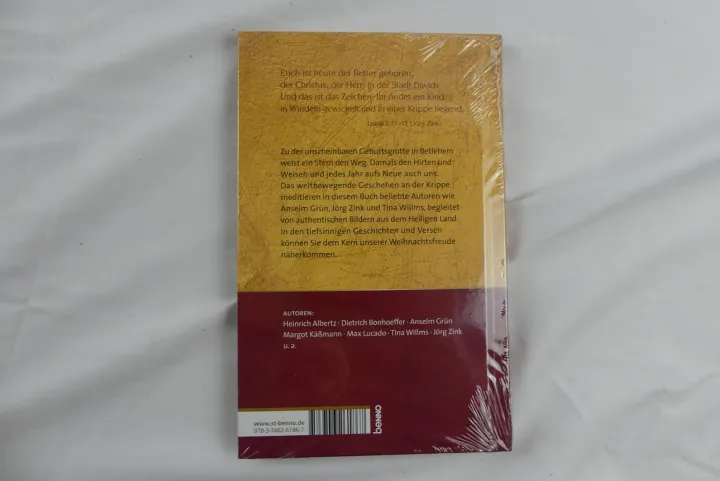 Euch ist heute der Retter geboren,
der Christus, der Herr, in der Stadt Davids.
Und das ist das Zeichen: Ihr findet ein Kind,
in Windeln gewickelt und in einer Krippe liegend.
(Jörg Zink)
Zu der unscheinbaren Geburtsgrotte in Betlehem
weist ein Stern den Weg. Damals den Hirten und
Weisen und jedes Jahr aufs Neue auch uns.
Das weltbewegende Geschehen an der Krippe
meditieren in diesem Buch beliebte Autoren wie
Anselm Grün, Jörg Zink und Tina Willms, begleitet
von authentischen Bildern aus dem Heiligen Land.
In den tiefsinnigen Geschichten und Versen
können Sie dem Kern unserer Weihnachtsfreude
näherkommen.
AUTOREN:
Heinrich Albertz · Dietrich Bonhoeffer · Anselm Grün
Margot Käßmann · Max Lucado · Tina Willms · Jörg Zink
u. a.
www.st-benno.de
benno